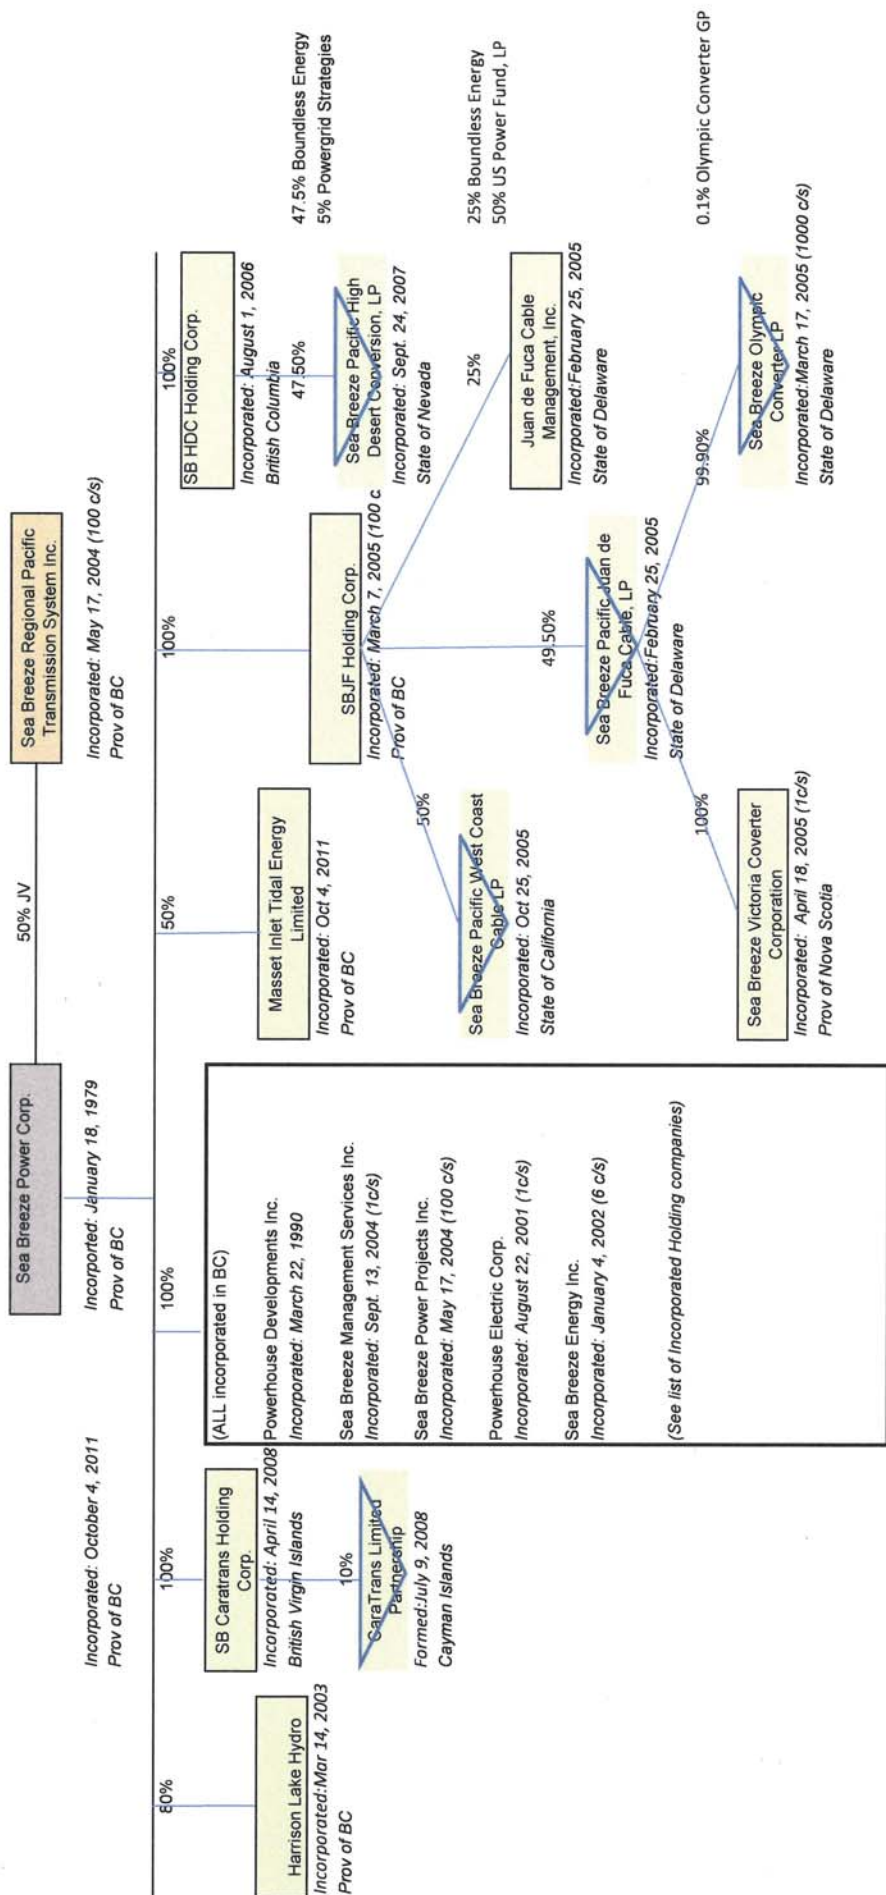 50% JV
Sea Breeze Power Corp.
Sea Breeze Regional Pacific
Transmission System Inc.
Incorported: January 18, 1979
Prov of BC
Incorporated: May 17, 2004 (100 c/s)
Prov of BC
Incorporated: October 4, 2011
Prov of BC
80%
100%
100%
50%
100%
100%
Harrison Lake Hydro
Incorporated:Mar 14, 2003
Prov of BC
SB Caratrans Holding
Corp.
Incorporated: April 14, 2008
British Virgin Islands
10%
CaraTrans Limited
Partnership
Formed:July 9, 2008
Cayman Islands
(ALL incorporated in BC)
Powerhouse Developments Inc.
Incorporated: March 22, 1990
Sea Breeze Management Services Inc.
Incorporated: Sept. 13, 2004 (1c/s)
Sea Breeze Power Projects Inc.
Incorporated: May 17, 2004 (100 c/s)
Powerhouse Electric Corp.
Incorporated: August 22, 2001 (1c/s)
Sea Breeze Energy Inc.
Incorporated: January 4, 2002 (6 c/s)
(See list of Incorporated Holding companies)
Masset Inlet Tidal Energy
Limited
Incorporated: Oct 4, 2011
Prov of BC
SBJF Holding Corp.
Incorporated: March 7, 2005 (100 c
Prov of BC
SB HDC Holding Corp.
Incorporated: August 1, 2006
British Columbia
47.50%
47.5% Boundless Energy
5% Powergrid Strategies
Sea Breeze Pacific High
Desert Conversion, LP
Incorporated: Sept. 24, 2007
State of Nevada
50%
Sea Breeze Pacific West Coast
Cable LP
Incorporated: Oct 25, 2005
State of California
25%
25% Boundless Energy
50% US Power Fund, LP
Juan de Fuca Cable
Management, Inc.
Incorporated:February 25, 2005
State of Delaware
49.50%
Sea Breeze Pacific Juan de
Fuca Cable, LP
Incorporated:February 25, 2005
State of Delaware
100%
99.90%
0.1% Olympic Converter GP
Sea Breeze Victoria Coverter
Corporation
Incorporated: April 18, 2005 (1c/s)
Prov of Nova Scotia
Sea Breeze Olympic
Converter LP
Incorporated:March 17, 2005 (1000 c/s)
State of Delaware